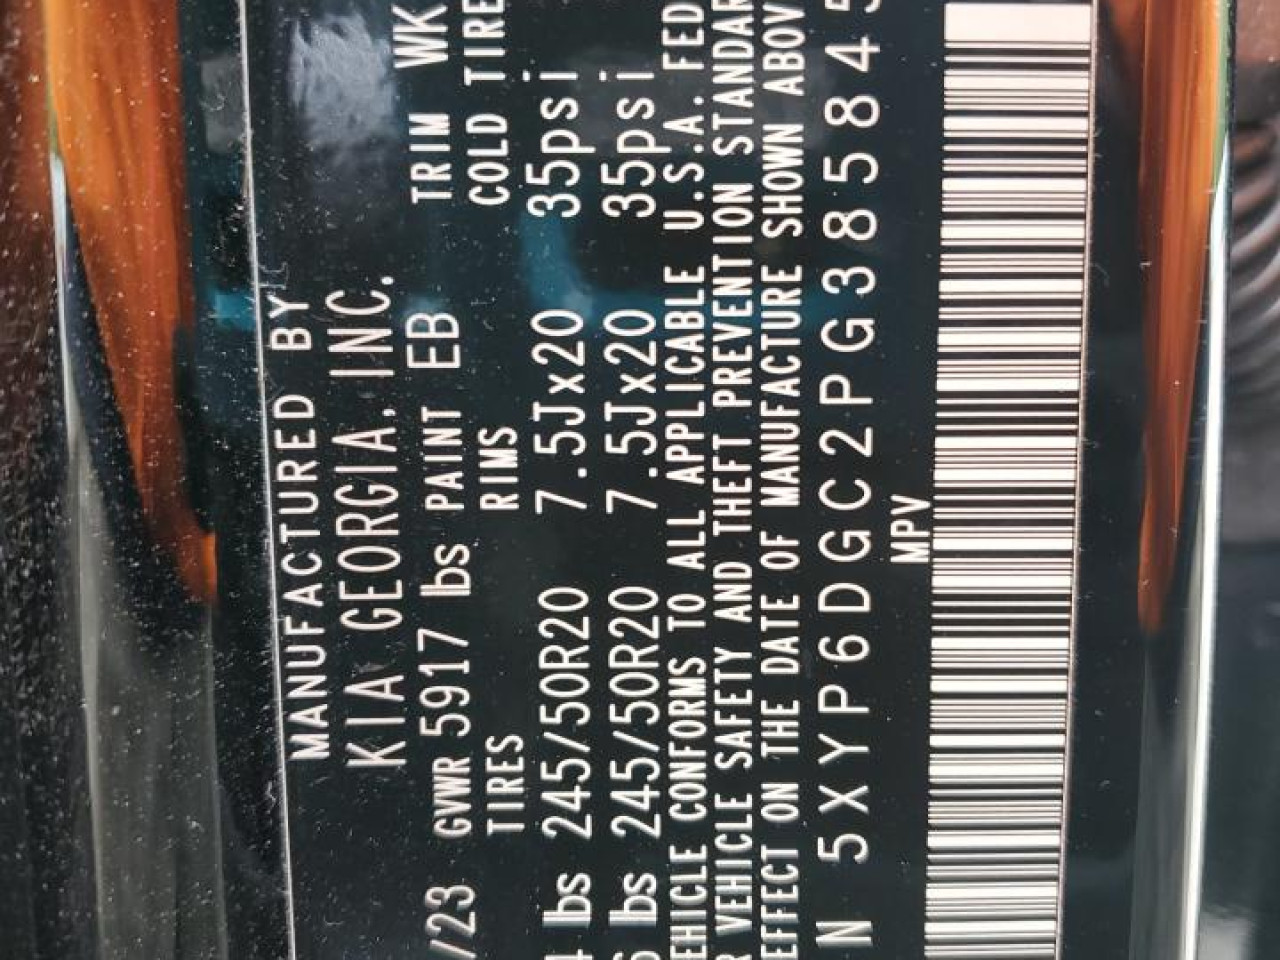 MANUFACTURED BY
KIA GEORGIA, INC.
/23 GVWR 5917 lbs PAINT EB TRIM WK
TIRES RIMS COLD TIRE
lbs 245/50R20 7.5Jx20 35psi
lbs 245/50R20 7.5Jx20 35psi
EHICLE CONFORMS TO ALL APPLICABLE U.S.A. FED
R VEHICLE SAFETY AND THEFT PREVENTION STANDAR
EFFECT ON THE DATE OF MANUFACTURE SHOWN ABOV
N 5XYP6DGC2PG385845
MPV